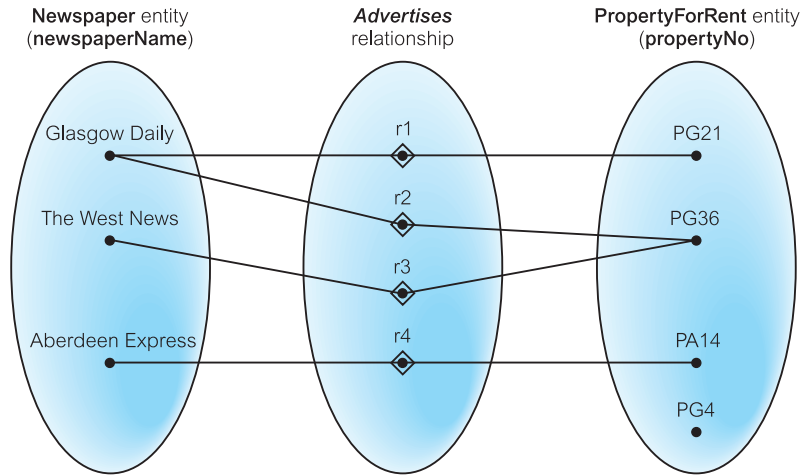 Newspaper entity
(newspaperName)
Advertises
relationship
PropertyForRent entity
(propertyNo)
Glasgow Daily
The West News
Aberdeen Express
r1
r2
r3
r4
PG21
PG36
PA14
PG4